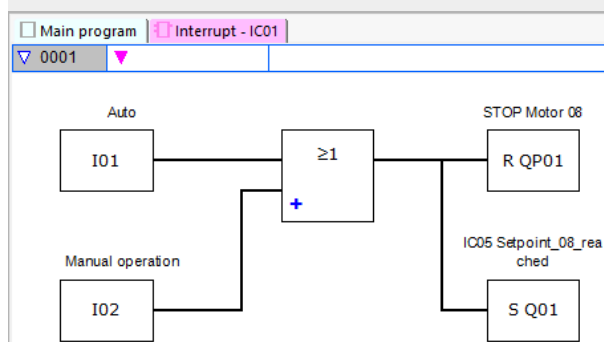 Main program
Interrupt - IC01
0001
Auto
STOP Motor 08
I01
≥1
R QP01
+
IC05 Setpoint_08_rea
ched
Manual operation
I02
S Q01